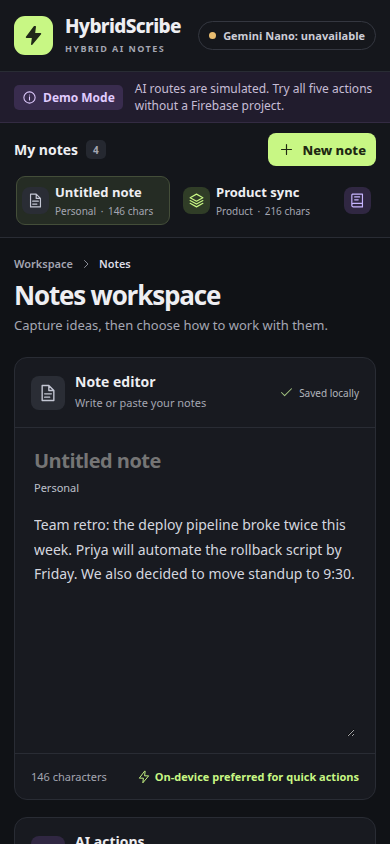 HybridScribe
HYBRID AI NOTES
Gemini Nano: unavailable
Demo Mode
AI routes are simulated. Try all five actions
without a Firebase project.
My notes 4
New note
Untitled note
Personal · 146 chars
Product sync
Product · 216 chars
Workspace > Notes
Notes workspace
Capture ideas, then choose how to work with them.
Note editor
Write or paste your notes
Saved locally
Untitled note
Personal
Team retro: the deploy pipeline broke twice this
week. Priya will automate the rollback script by
Friday. We also decided to move standup to 9:30.
146 characters
On-device preferred for quick actions
AI actions